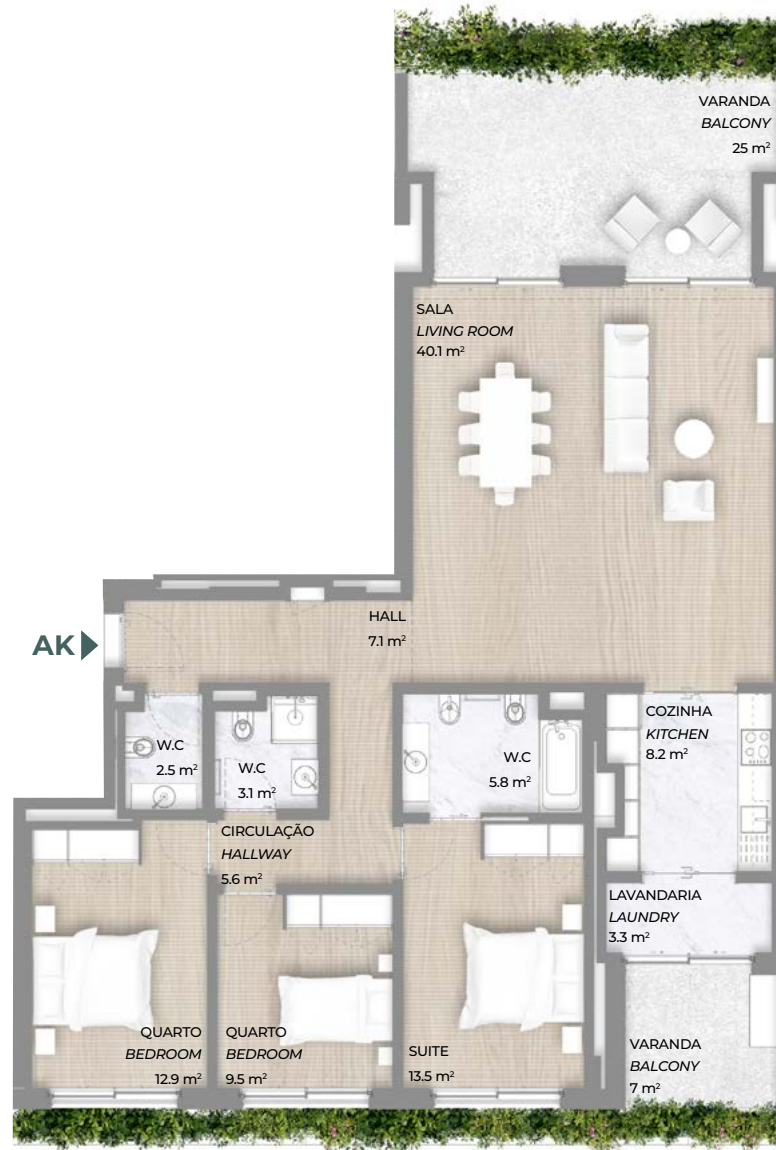 VARANDA
BALCONY
25 m²
SALA
LIVING ROOM
40.1 m²
HALL
7.1 m²
AK
W.C
2.5 m²
W.C
3.1 m²
W.C
5.8 m²
COZINHA
KITCHEN
8.2 m²
CIRCULAÇÃO
HALLWAY
5.6 m²
LAVANDARIA
LAUNDRY
3.3 m²
QUARTO
BEDROOM
12.9 m²
QUARTO
BEDROOM
9.5 m²
SUITE
13.5 m²
VARANDA
BALCONY
7 m²